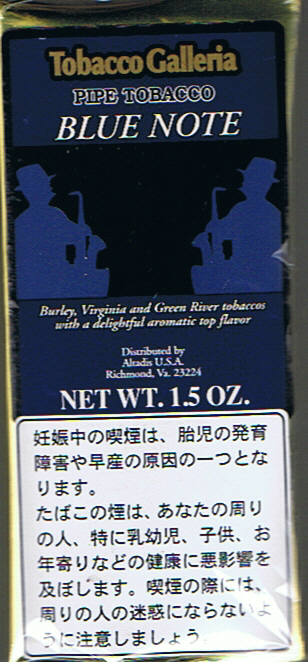 Tobacco Galleria
PIPE TOBACCO
BLUE NOTE
Burley, Virginia and Green River tobaccos
with a delightful aromatic top flavor
Distributed by
Altadis U.S.A.
Richmond, Va. 23224
NET WT. 1.5 OZ.
妊娠中の喫煙は、胎児の発育
障害や早産の原因の一つとな
ります。
たばこの煙は、あなたの周り
の人、特に乳幼児、子供、お
年寄りなどの健康に悪影響を
及ぼします。喫煙の際には、
周りの人の迷惑にならないよ
うに注意しましょう。